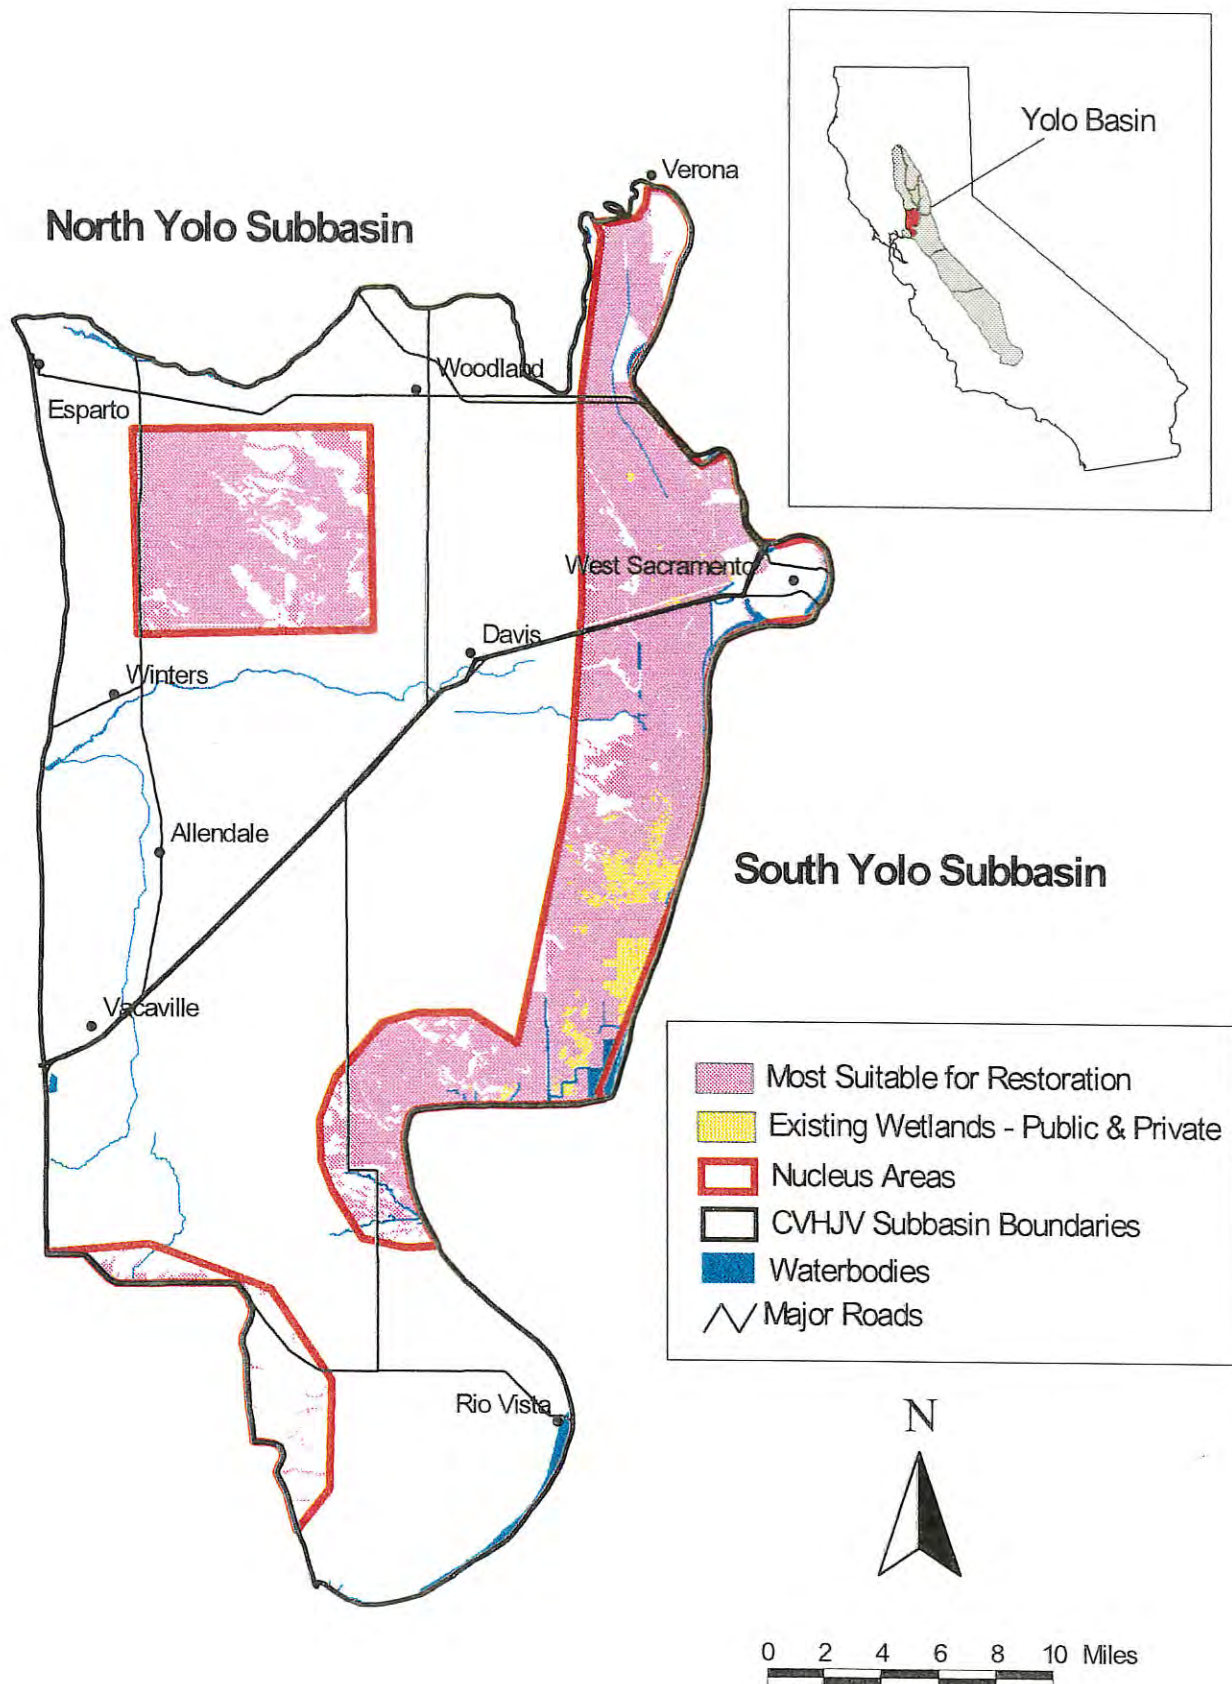 Yolo Basin
Verona
North Yolo Subbasin
Woodland
Esparto
West Sacramento
Davis
Winters
Allendale
South Yolo Subbasin
Vacaville
Most Suitable for Restoration
Existing Wetlands - Public & Private
Nucleus Areas
CVHJV Subbasin Boundaries
Waterbodies
Major Roads
Rio Vista
N
0 2 4 6 8 10 Miles